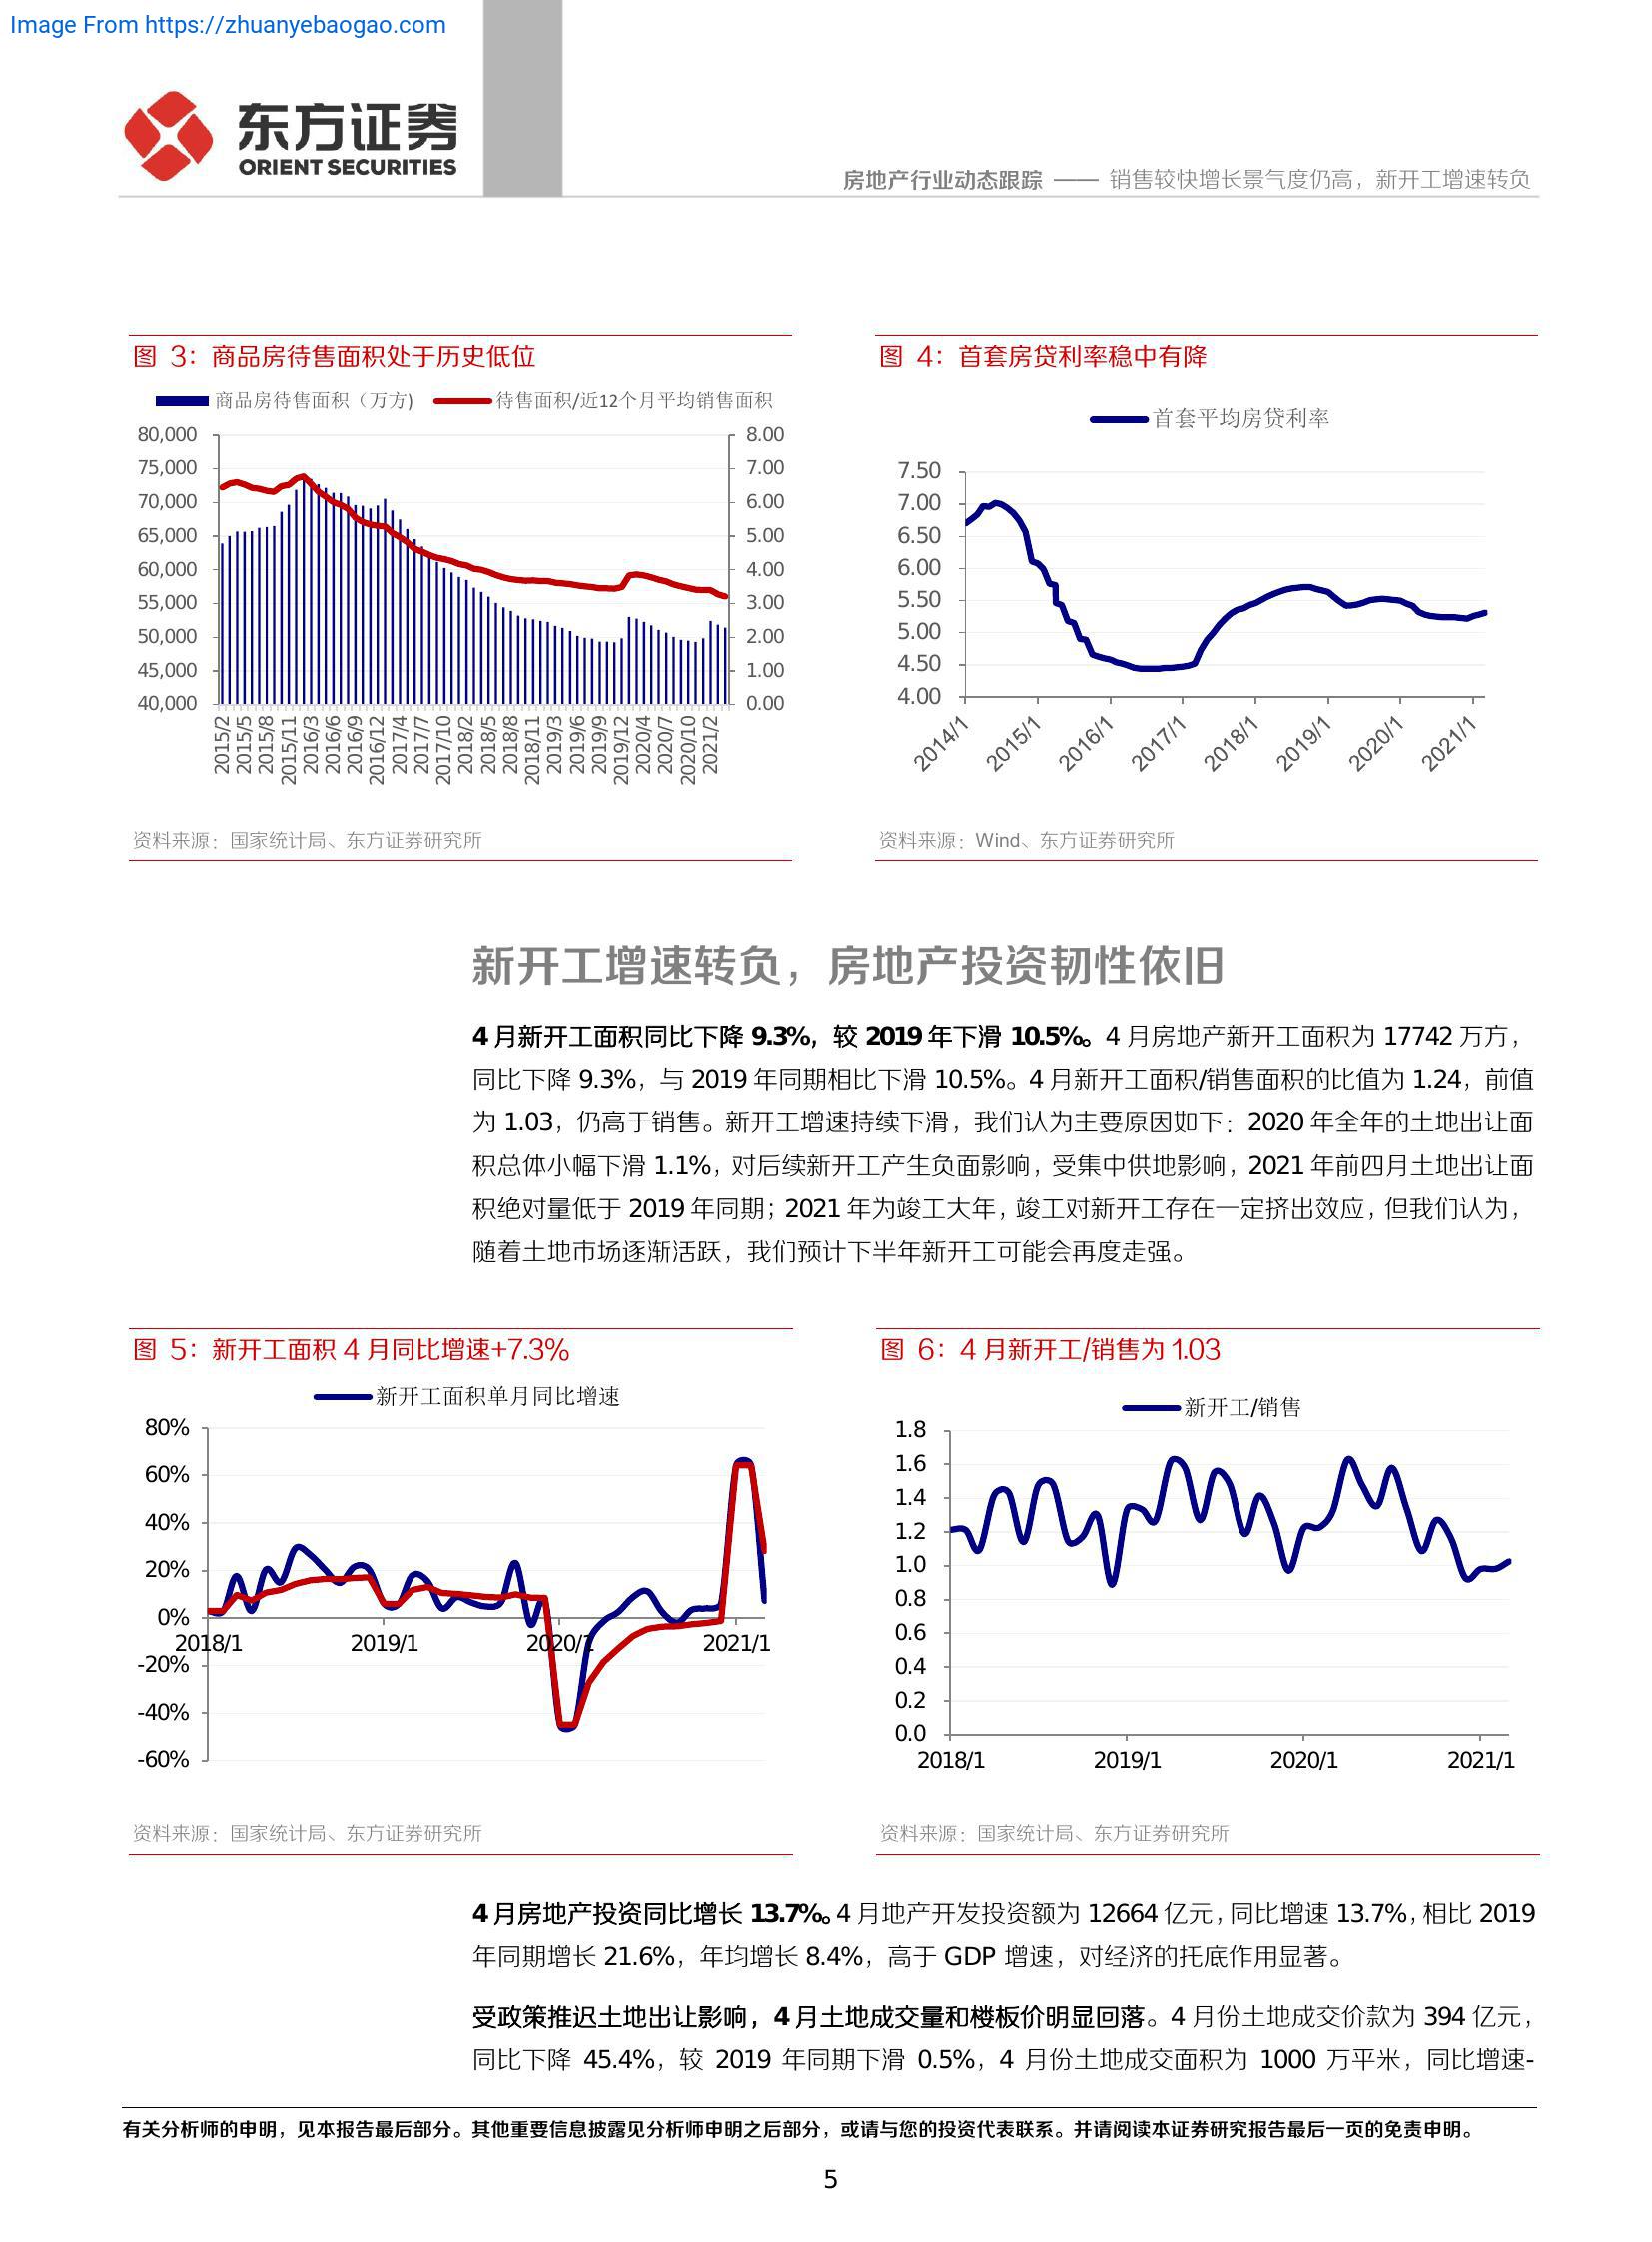 Image From https://zhuanyebaogao.com
东方证券
ORIENT SECURITIES
房地产行业动态跟踪 —— 销售较快增长景气度仍高，新开工增速转负
图 3：商品房待售面积处于历史低位
商品房待售面积（万方) 待售面积/近12个月平均销售面积
80,000 8.00
75,000 7.00
70,000 6.00
65,000 5.00
60,000 4.00
55,000 3.00
50,000 2.00
45,000 1.00
40,000 0.00
2015/2 2015/5 2015/8 2015/11 2016/3 2016/6 2016/9 2016/12 2017/4 2017/7 2017/10 2018/2 2018/5 2018/8 2018/11 2019/3 2019/6 2019/9 2019/12 2020/4 2020/7 2020/10 2021/2
资料来源：国家统计局、东方证券研究所
图 4：首套房贷利率稳中有降
首套平均房贷利率
7.50
7.00
6.50
6.00
5.50
5.00
4.50
4.00
2014/1 2015/1 2016/1 2017/1 2018/1 2019/1 2020/1 2021/1
资料来源：Wind、东方证券研究所
新开工增速转负，房地产投资韧性依旧
4 月新开工面积同比下降 9.3%，较 2019 年下滑 10.5%。4 月房地产新开工面积为 17742 万方，
同比下降 9.3%，与 2019 年同期相比下滑 10.5%。4 月新开工面积/销售面积的比值为 1.24，前值
为 1.03，仍高于销售。新开工增速持续下滑，我们认为主要原因如下：2020 年全年的土地出让面
积总体小幅下滑 1.1%，对后续新开工产生负面影响，受集中供地影响，2021 年前四月土地出让面
积绝对量低于 2019 年同期；2021 年为竣工大年，竣工对新开工存在一定挤出效应，但我们认为，
随着土地市场逐渐活跃，我们预计下半年新开工可能会再度走强。
图 5：新开工面积 4 月同比增速+7.3%
新开工面积单月同比增速
80%
60%
40%
20%
0%
2018/1 2019/1 2020/1 2021/1
-20%
-40%
-60%
资料来源：国家统计局、东方证券研究所
图 6：4 月新开工/销售为 1.03
新开工/销售
1.8
1.6
1.4
1.2
1.0
0.8
0.6
0.4
0.2
0.0
2018/1 2019/1 2020/1 2021/1
资料来源：国家统计局、东方证券研究所
4 月房地产投资同比增长 13.7%。4 月地产开发投资额为 12664 亿元，同比增速 13.7%，相比 2019
年同期增长 21.6%，年均增长 8.4%，高于 GDP 增速，对经济的托底作用显著。
受政策推迟土地出让影响，4 月土地成交量和楼板价明显回落。4 月份土地成交价款为 394 亿元，
同比下降 45.4%，较 2019 年同期下滑 0.5%，4 月份土地成交面积为 1000 万平米，同比增速-
有关分析师的申明，见本报告最后部分。其他重要信息披露见分析师申明之后部分，或请与您的投资代表联系。并请阅读本证券研究报告最后一页的免责申明。
5